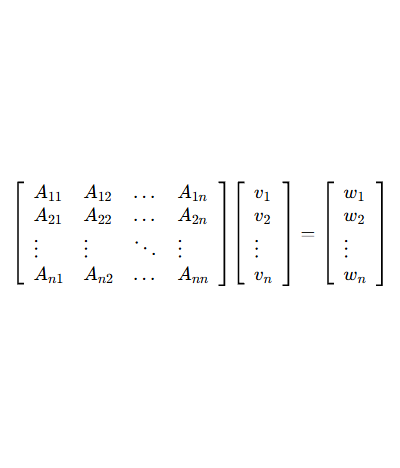 A₁₁ A₁₂ … A₁ₙ v₁ w₁
A₂₁ A₂₂ … A₂ₙ v₂ w₂
⋮ ⋮ ⋱ ⋮ ⋮ = ⋮
Aₙ₁ Aₙ₂ … Aₙₙ vₙ wₙ